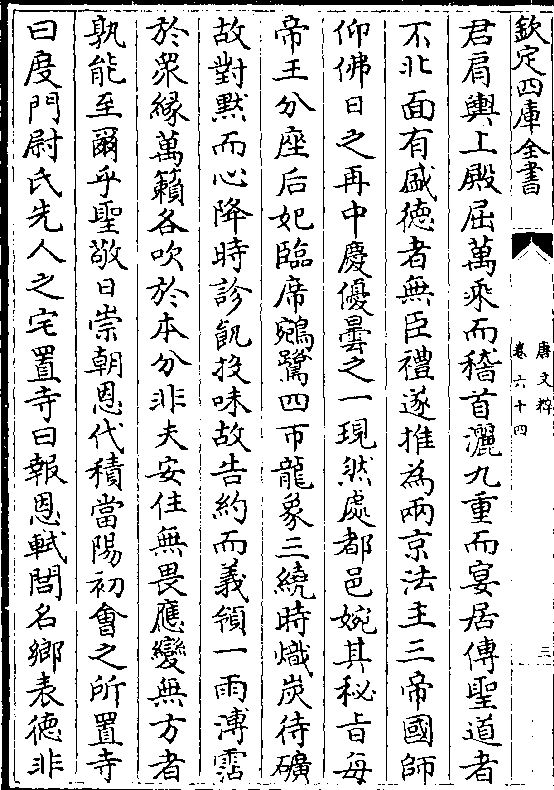 欽定四庫全書
唐文粹
卷六十四
三
君肩輿上殿屈萬乘而稽首灑九重而宴居傳聖道者
不北面有盛德者無臣禮遂推為兩京法主三帝國師
仰佛日之再中慶優曇之一現然處都邑婉其秘旨每
帝王分座后妃臨席鵷鷺四帀龍象三繞時熾炭待礦
故對黙而心降時診飢投味故告約而義領一雨溥霑
於衆縁萬籟各吹於本分非夫安住無畏應變無方者
孰能至爾乎聖敬日崇朝恩代積當陽初會之所置寺
曰度門尉氏先人之宅置寺曰報恩軾閭名鄉表德非